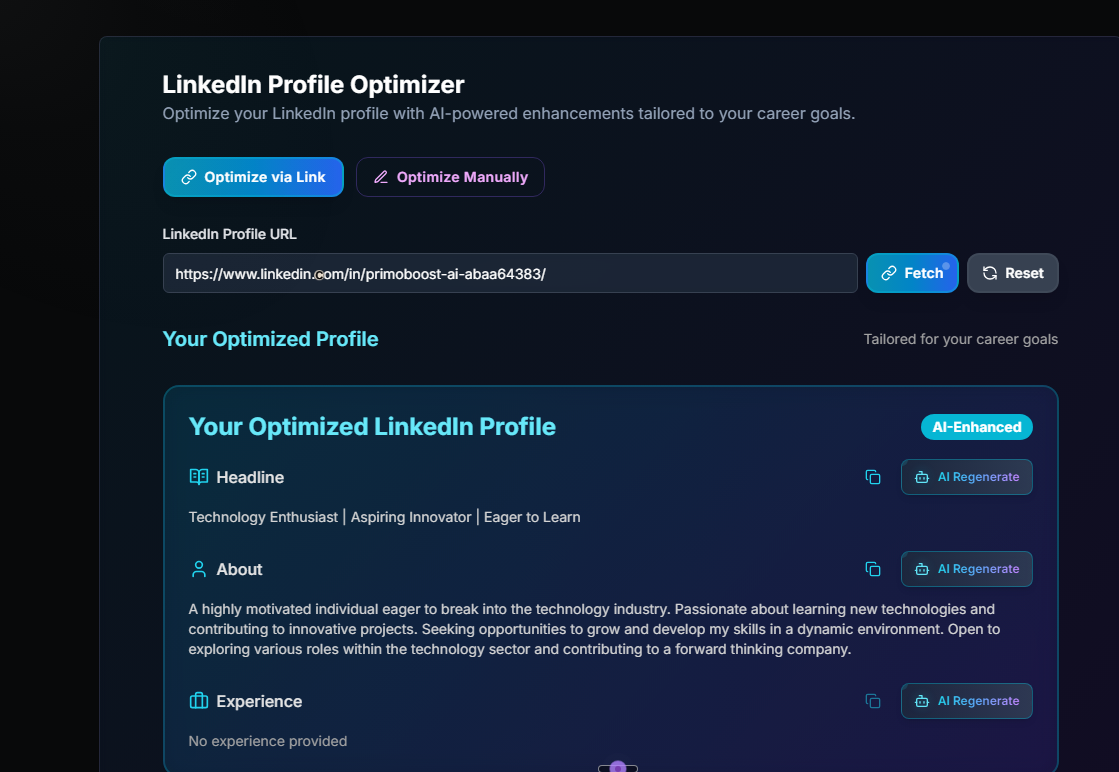 LinkedIn Profile Optimizer
Optimize your LinkedIn profile with AI-powered enhancements tailored to your career goals.
Optimize via Link
Optimize Manually
LinkedIn Profile URL
https://www.linkedin.com/in/primoboost-ai-abaa64383/
Fetch
Reset
Your Optimized Profile
Tailored for your career goals
Your Optimized LinkedIn Profile
AI-Enhanced
Headline
AI Regenerate
Technology Enthusiast | Aspiring Innovator | Eager to Learn
About
AI Regenerate
A highly motivated individual eager to break into the technology industry. Passionate about learning new technologies and
contributing to innovative projects. Seeking opportunities to grow and develop my skills in a dynamic environment. Open to
exploring various roles within the technology sector and contributing to a forward thinking company.
Experience
AI Regenerate
No experience provided